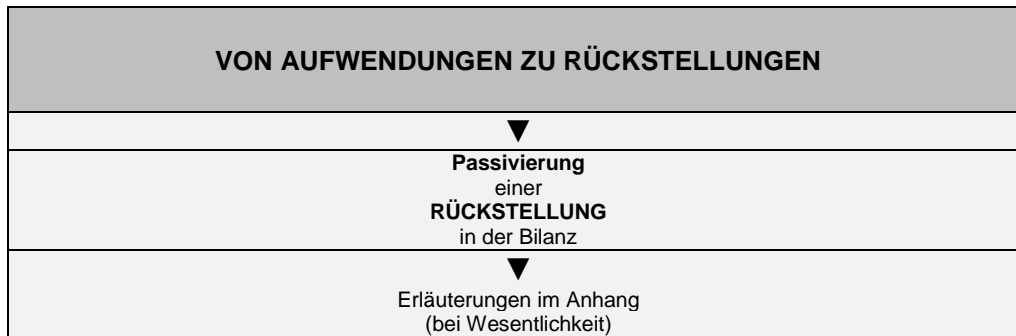 VON AUFWENDUNGEN ZU RÜCKSTELLUNGEN
▼
Passivierung
einer
RÜCKSTELLUNG
in der Bilanz
▼
Erläuterungen im Anhang
(bei Wesentlichkeit)